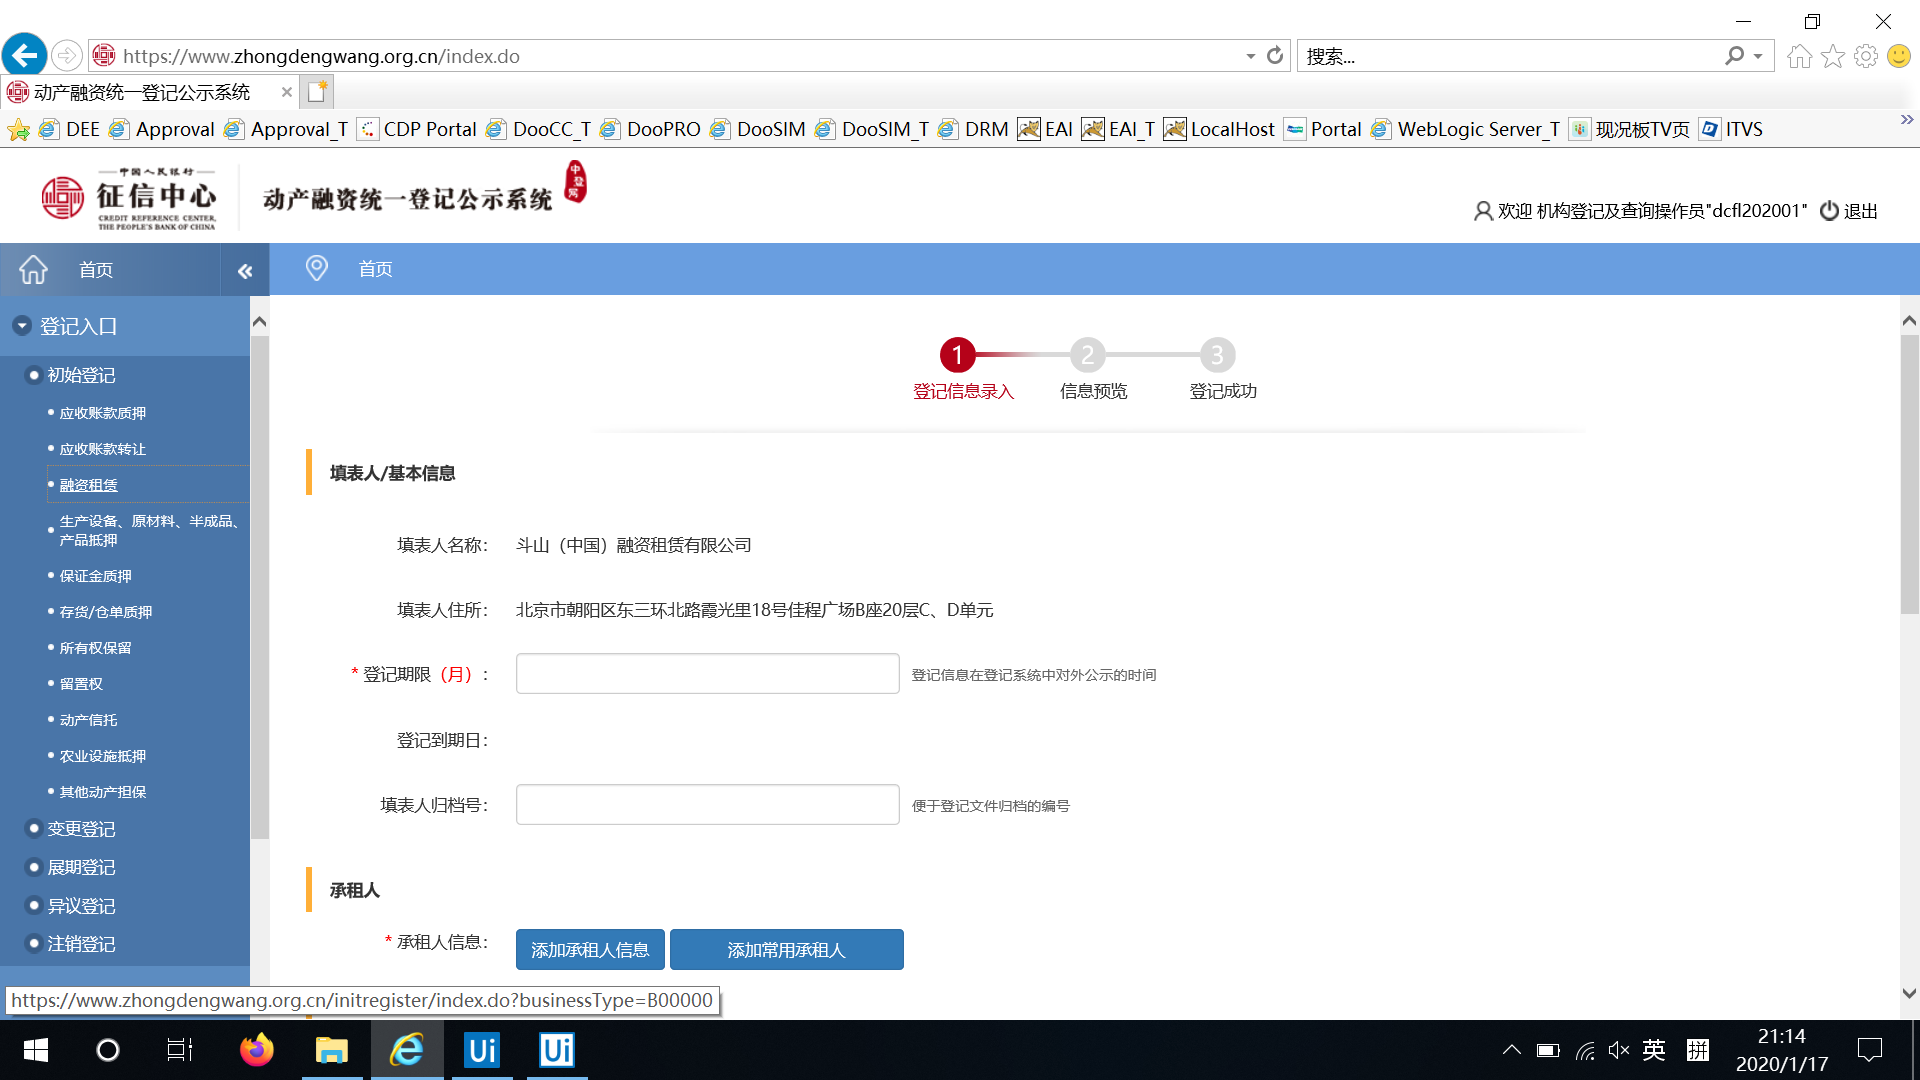 https://www.zhongdengwang.org.cn/index.do
搜索...
动产融资统一登记公示系统
DEE Approval Approval_T CDP Portal DooCC_T DooPRO DooSIM DooSIM_T DRM EAI EAI_T LocalHost Portal WebLogic Server_T 现况板TV页 ITVS
中国人民银行
征信中心
CREDIT REFERENCE CENTER,
THE PEOPLE'S BANK OF CHINA
动产融资统一登记公示系统
中登网
欢迎 机构登记及查询操作员"dcfl202001" 退出
首页
首页
登记入口
初始登记
应收账款质押
应收账款转让
融资租赁
生产设备、原材料、半成品、
产品抵押
保证金质押
存货/仓单质押
所有权保留
留置权
动产信托
农业设施抵押
其他动产担保
变更登记
展期登记
异议登记
注销登记
1 2 3
登记信息录入 信息预览 登记成功
填表人/基本信息
填表人名称： 斗山（中国）融资租赁有限公司
填表人住所： 北京市朝阳区东三环北路霞光里18号佳程广场B座20层C、D单元
* 登记期限（月）： 登记信息在登记系统中对外公示的时间
登记到期日：
填表人归档号： 便于登记文件归档的编号
承租人
* 承租人信息： 添加承租人信息 添加常用承租人
https://www.zhongdengwang.org.cn/initregister/index.do?businessType=B00000
Ui Ui
英 拼
21:14
2020/1/17